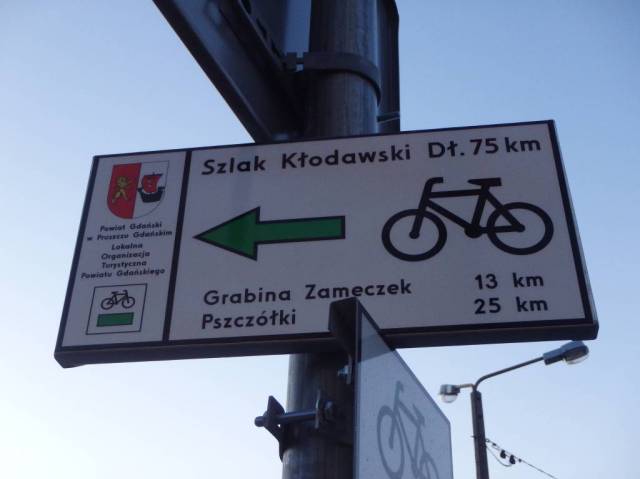 Szlak Kłodawski Dł. 75 km
Powiat Gdański
w Pruszczu Gdańskim
Lokalna
Organizacja
Turystyczna
Powiatu Gdańskiego
Grabina Zameczek 13 km
Pszczółki 25 km